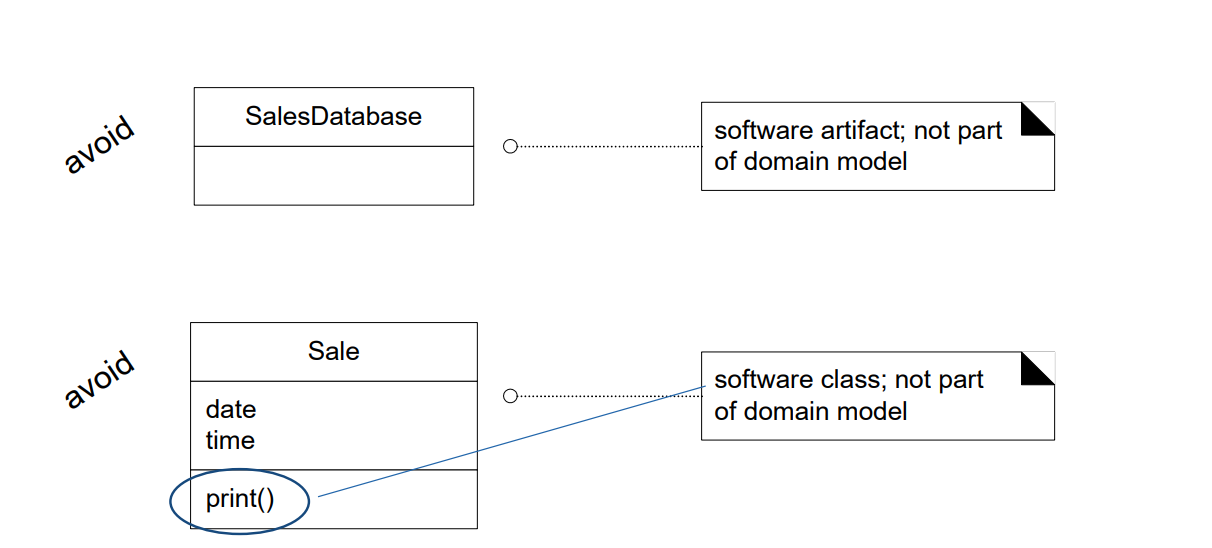 avoid
SalesDatabase
software artifact; not part
of domain model
avoid
Sale
date
time
print()
software class; not part
of domain model